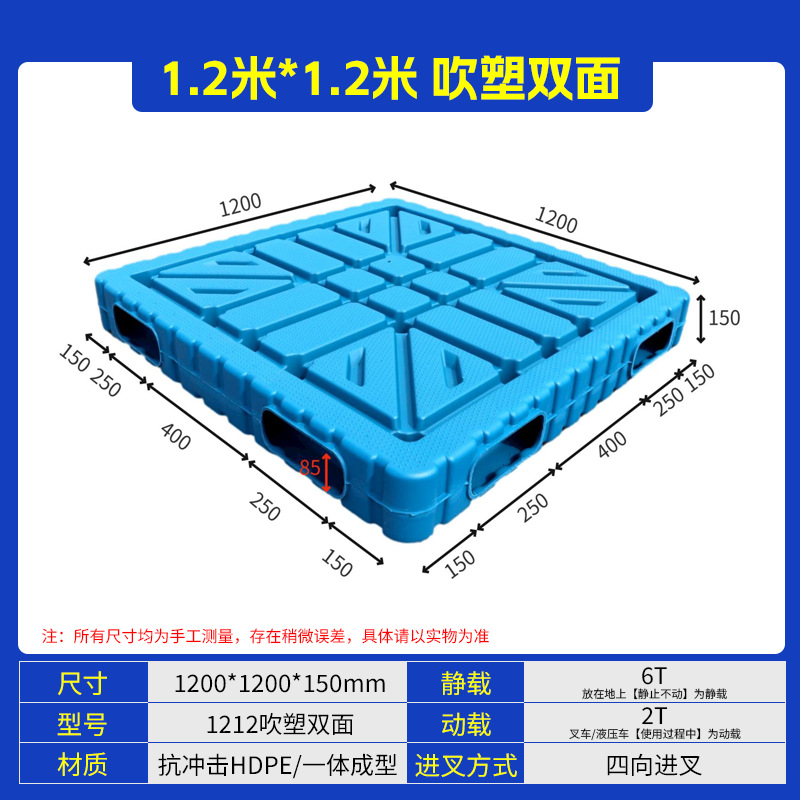 1.2米*1.2米 吹塑双面
1200
1200
150
150
250
400
250
150
85
150
250
400
250
150
注：所有尺寸均为手工测量，存在稍微误差，具体请以实物为准
尺寸 1200*1200*150mm 静载 6T
放在地上【静止不动】为静载
型号 1212吹塑双面 动载 2T
叉车/液压车【使用过程中】为动载
材质 抗冲击HDPE/一体成型 进叉方式 四向进叉